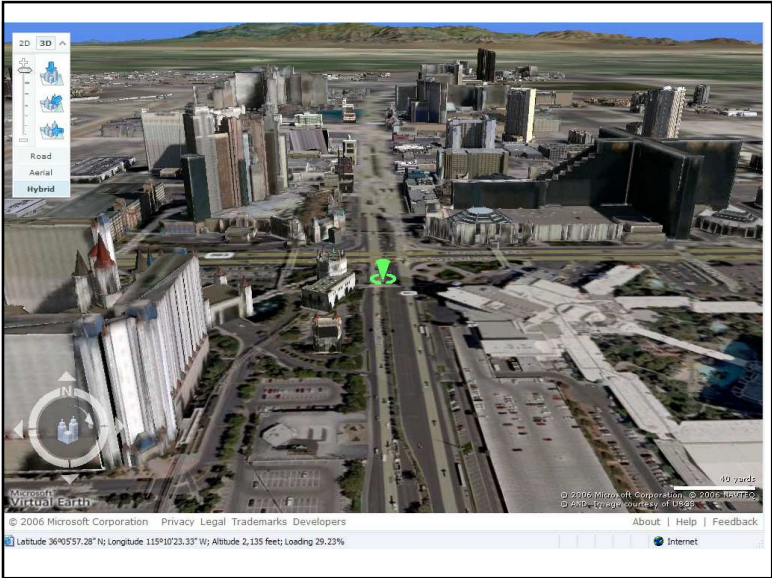 2D 3D
Road
Aerial
Hybrid
N
40 yards
Microsoft
Virtual Earth™
© 2006 Microsoft Corporation © 2006 NAVTEQ
© AND Image courtesy of USGS
© 2006 Microsoft Corporation Privacy Legal Trademarks Developers
About | Help | Feedback
Latitude 36°05'57.28" N; Longitude 115°10'23.33" W; Altitude 2,135 feet; Loading 29.23%
Internet